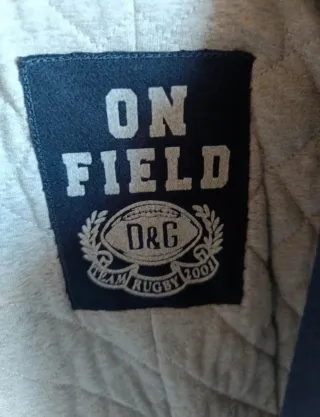 ON
FIELD
D&G
TEAM RUGBY 2001